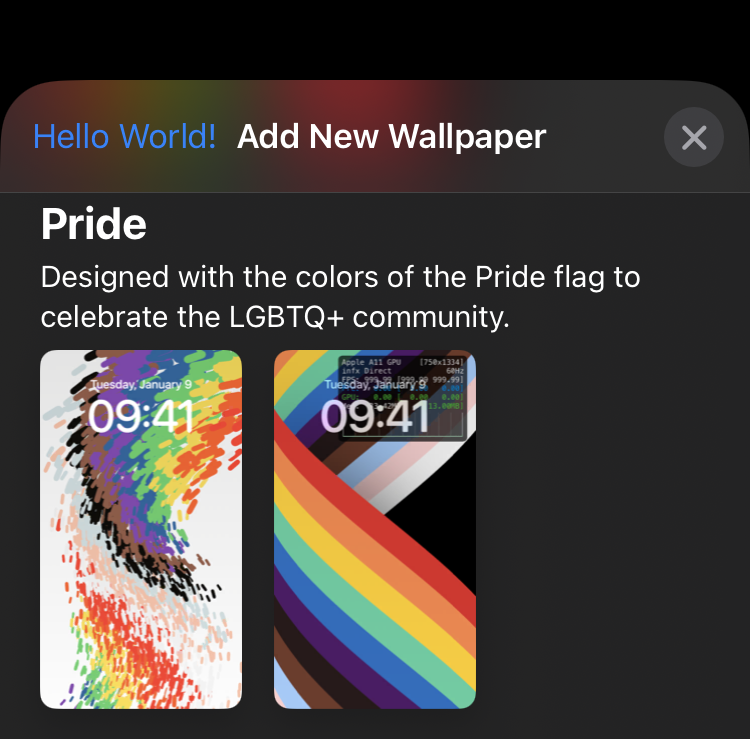 Hello World! Add New Wallpaper
Pride
Designed with the colors of the Pride flag to
celebrate the LGBTQ+ community.
Tuesday, January 9
09:41
Apple A11 GPU [750x1334]
infx Direct 60Hz
Tuesday, January 9
09:41